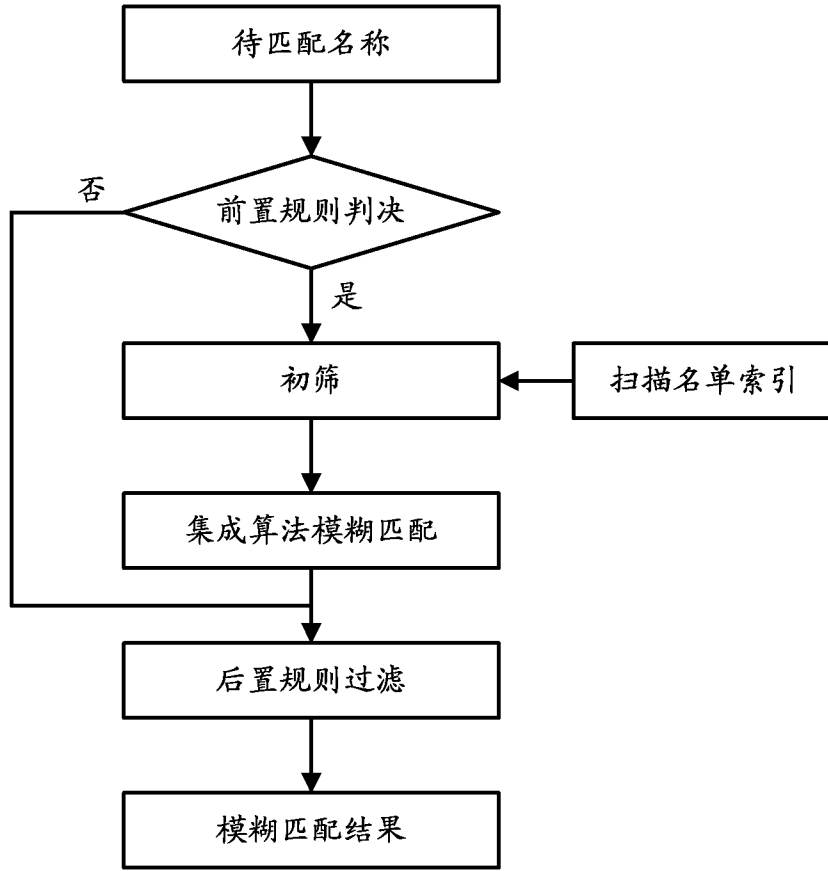 待匹配名称
否
前置规则判决
是
初筛
扫描名单索引
集成算法模糊匹配
后置规则过滤
模糊匹配结果